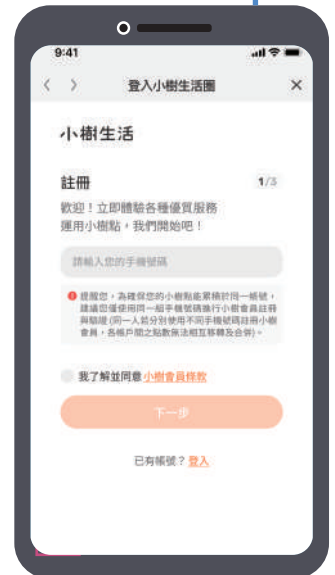 9:41
登入小樹生活圈
小樹生活
註冊
1/3
歡迎！立即體驗各種優質服務
運用小樹點，我們開始吧！
請輸入您的手機號碼
提醒您，為確保您的小樹點能累積於同一帳號，
建議您僅使用同一組手機號碼進行小樹會員註冊
與驗證(同一人若分別使用不同手機號碼註冊小樹
會員，各帳戶間之點數無法相互移轉及合併)。
我了解並同意 小樹會員條款
下一步
已有帳號？登入